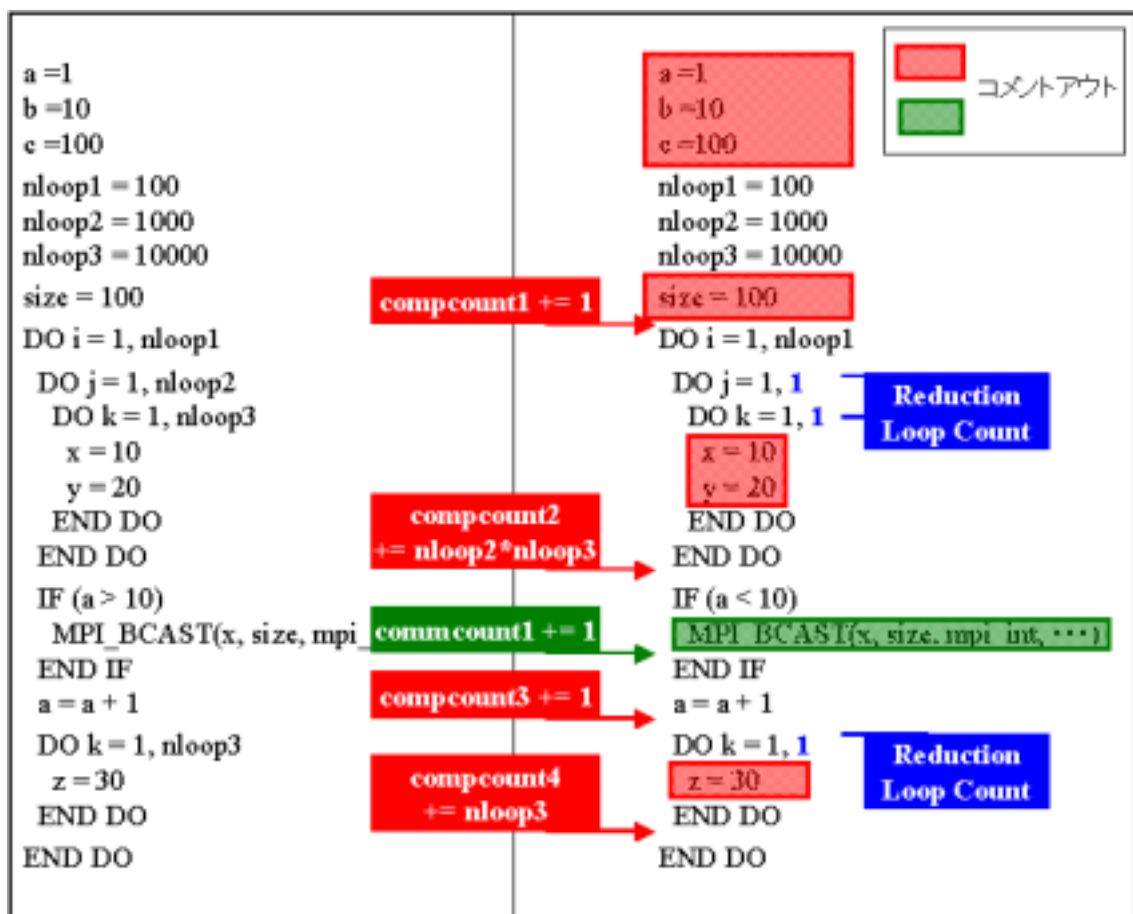 a =1
b =10
c =100
nloop1 = 100
nloop2 = 1000
nloop3 = 10000
size = 100
DO i = 1, nloop1
DO j = 1, nloop2
DO k = 1, nloop3
x = 10
y = 20
END DO
END DO
IF (a > 10)
MPI_BCAST(x, size, mpi_
END IF
a = a + 1
DO k = 1, nloop3
z = 30
END DO
END DO
compcount1 += 1
compcount2
+= nloop2*nloop3
commcount1 += 1
compcount3 += 1
compcount4
+= nloop3
a =1
b =10
c =100
nloop1 = 100
nloop2 = 1000
nloop3 = 10000
size = 100
DO i = 1, nloop1
DO j = 1, 1
DO k = 1, 1
x = 10
y = 20
END DO
END DO
IF (a < 10)
MPI_BCAST(x, size, mpi_int, ⋯)
END IF
a = a + 1
DO k = 1, 1
z = 30
END DO
END DO
コメントアウト
Reduction
Loop Count
Reduction
Loop Count